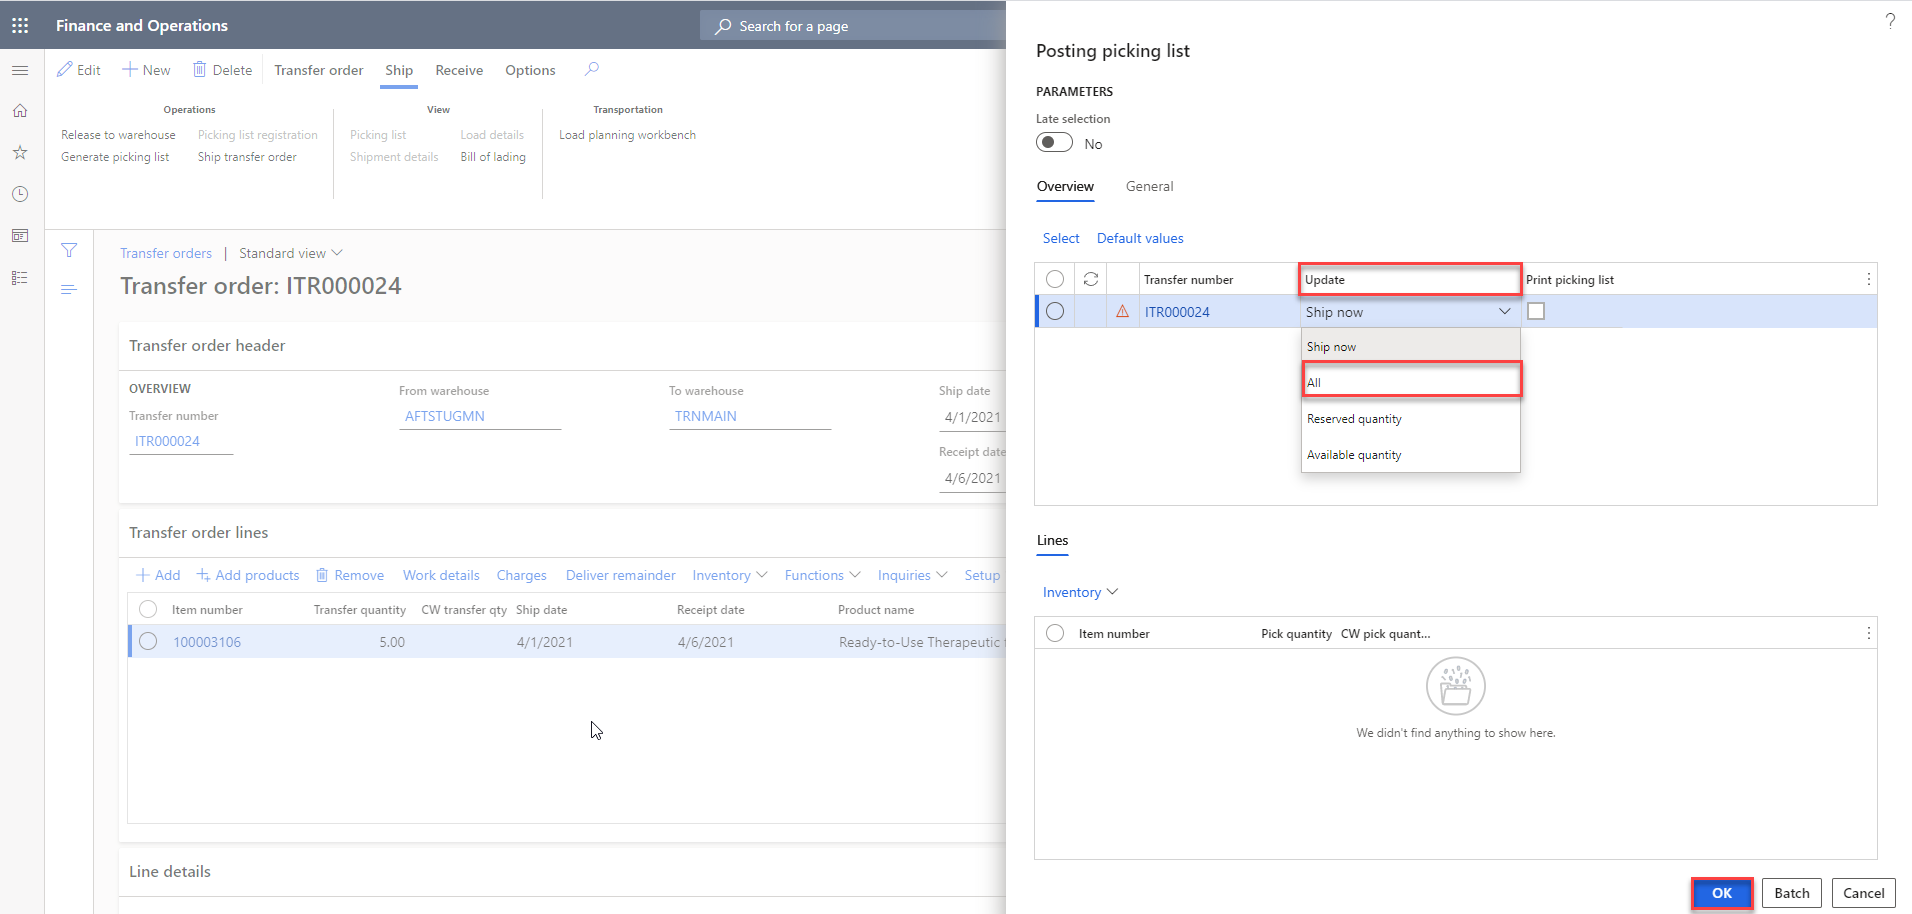 Finance and Operations
Search for a page
Edit
New
Delete
Transfer order
Ship
Receive
Options
Operations
Release to warehouse
Picking list registration
Generate picking list
Ship transfer order
View
Picking list
Load details
Shipment details
Bill of lading
Transportation
Load planning workbench
Transfer orders | Standard view
Transfer order: ITR000024
Transfer order header
OVERVIEW
Transfer number
ITR000024
From warehouse
AFTSTUGMN
To warehouse
TRNMAIN
Ship date
4/1/2021
Receipt date
4/6/2021
Transfer order lines
Add
Add products
Remove
Work details
Charges
Deliver remainder
Inventory
Functions
Inquiries
Setup
Item number Transfer quantity CW transfer qty Ship date Receipt date Product name
100003106 5.00 4/1/2021 4/6/2021 Ready-to-Use Therapeutic
Line details
?
Posting picking list
PARAMETERS
Late selection
No
Overview
General
Select
Default values
Transfer number Update Print picking list
ITR000024 Ship now
Ship now
All
Reserved quantity
Available quantity
Lines
Inventory
Item number Pick quantity CW pick quant...
We didn't find anything to show here.
OK
Batch
Cancel